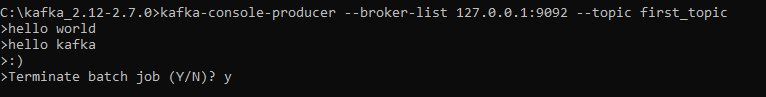 C:\kafka_2.12-2.7.0>kafka-console-producer --broker-list 127.0.0.1:9092 --topic first_topic
>hello world
>hello kafka
>:)
>Terminate batch job (Y/N)? y